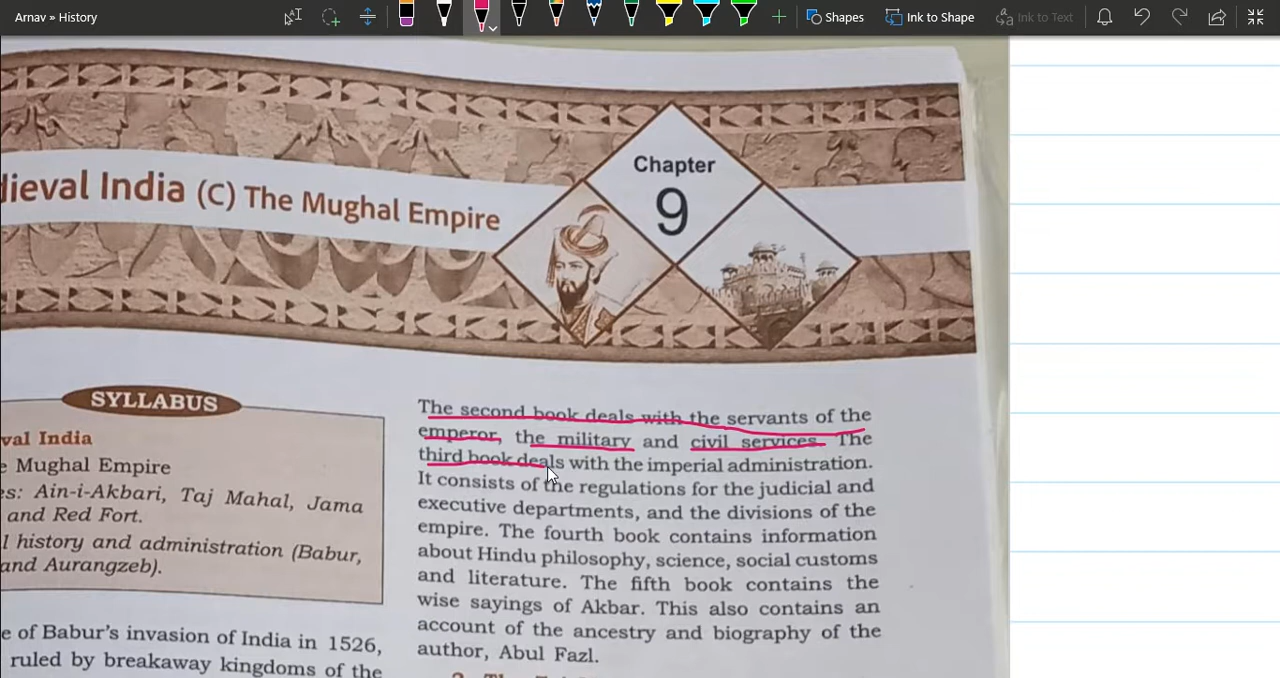 Arnav » History
Shapes
Ink to Shape
Ink to Text
Chapter
9
ieval India (C) The Mughal Empire
SYLLABUS
val India
e Mughal Empire
es: Ain-i-Akbari, Taj Mahal, Jama
and Red Fort.
l history and administration (Babur,
and Aurangzeb).
e of Babur's invasion of India in 1526,
ruled by breakaway kingdoms of the
The second book deals with the servants of the
emperor, the military and civil services. The
third book deals with the imperial administration.
It consists of the regulations for the judicial and
executive departments, and the divisions of the
empire. The fourth book contains information
about Hindu philosophy, science, social customs
and literature. The fifth book contains the
wise sayings of Akbar. This also contains an
account of the ancestry and biography of the
author, Abul Fazl.